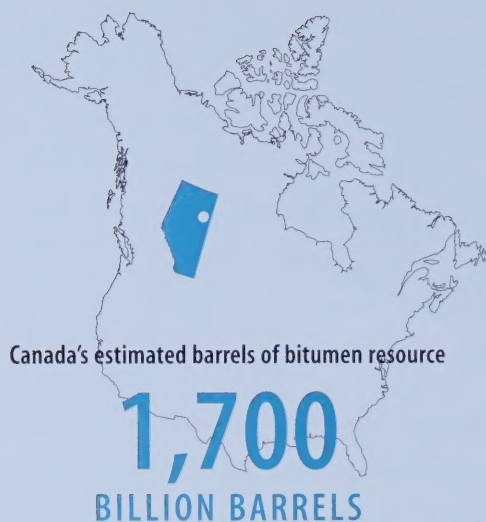 Canada's estimated barrels of bitumen resource
1,700
BILLION BARRELS